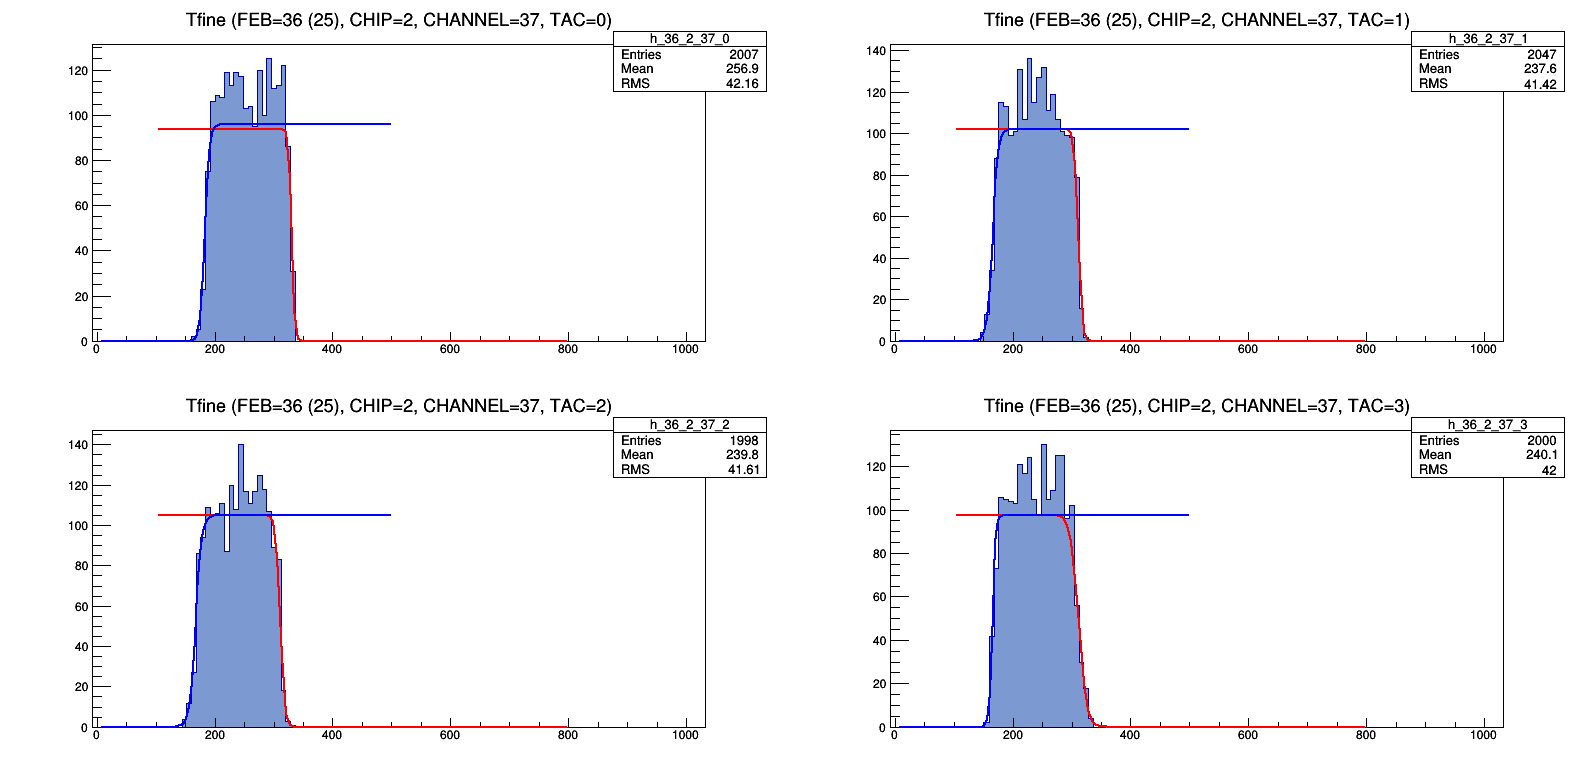 Tfine (FEB=36 (25), CHIP=2, CHANNEL=37, TAC=0)
h_36_2_37_0
Entries 2007
Mean 256.9
RMS 42.16
120
100
80
60
40
20
0
0 200 400 600 800 1000
Tfine (FEB=36 (25), CHIP=2, CHANNEL=37, TAC=1)
h_36_2_37_1
Entries 2047
Mean 237.6
RMS 41.42
140
120
100
80
60
40
20
0
0 200 400 600 800 1000
Tfine (FEB=36 (25), CHIP=2, CHANNEL=37, TAC=2)
h_36_2_37_2
Entries 1998
Mean 239.8
RMS 41.61
140
120
100
80
60
40
20
0
0 200 400 600 800 1000
Tfine (FEB=36 (25), CHIP=2, CHANNEL=37, TAC=3)
h_36_2_37_3
Entries 2000
Mean 240.1
RMS 42
120
100
80
60
40
20
0
0 200 400 600 800 1000